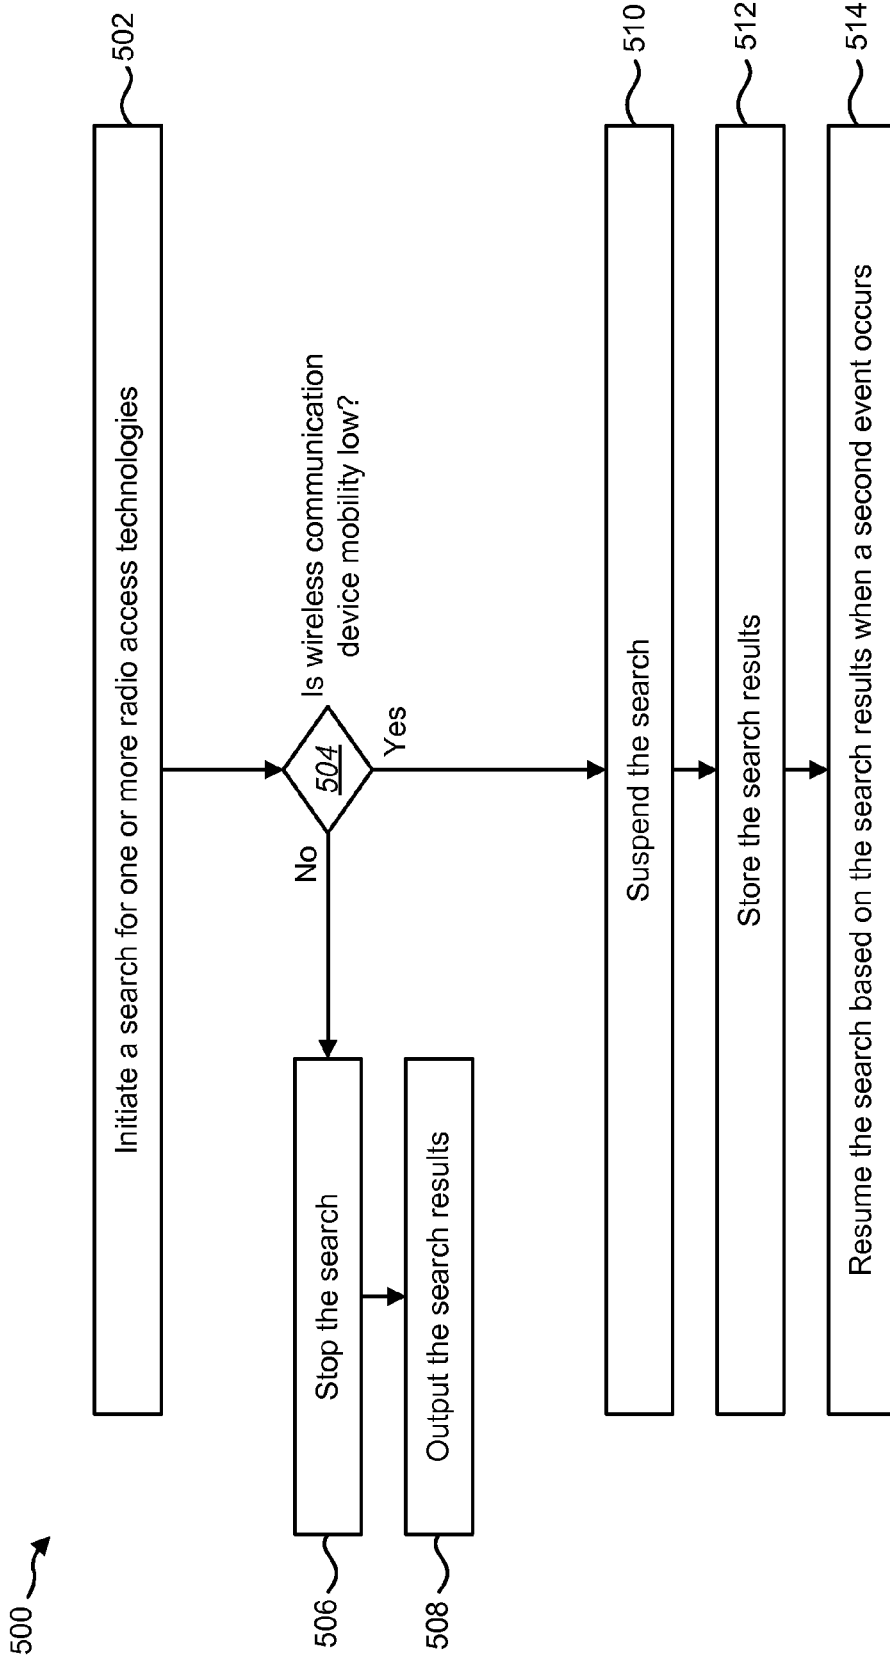 500
Initiate a search for one or more radio access technologies
502
Is wireless communication
device mobility low?
504
No
Yes
506
Stop the search
508
Output the search results
Suspend the search
510
Store the search results
512
Resume the search based on the search results when a second event occurs
514